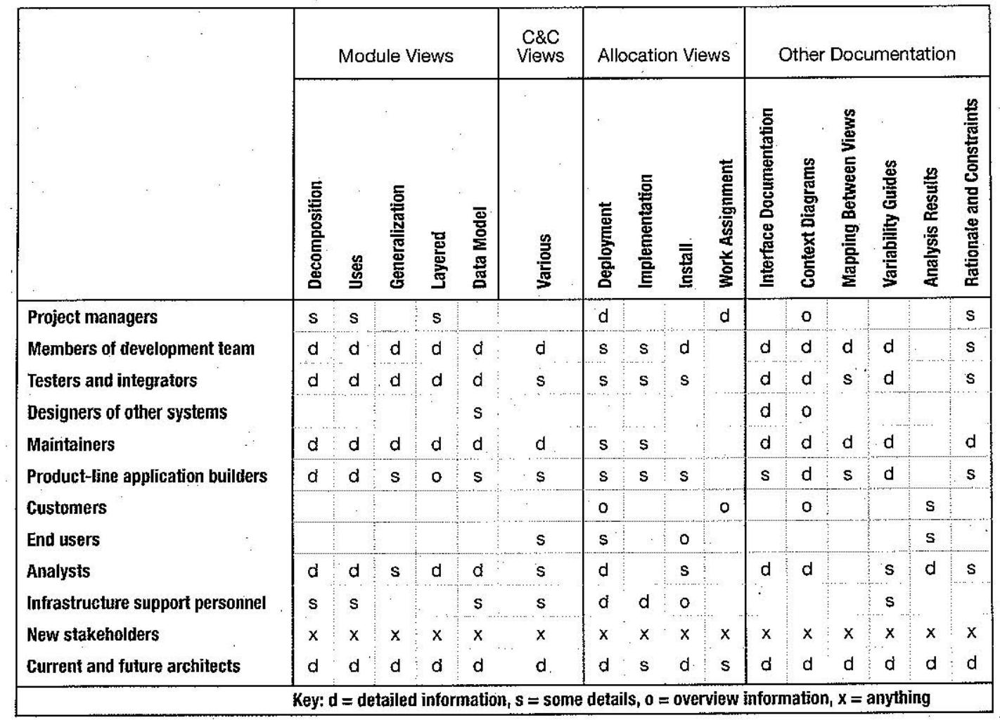 Module Views C&C Views Allocation Views Other Documentation
Decomposition Uses Generalization Layered Data Model Various Deployment Implementation Install Work Assignment Interface Documentation Context Diagrams Mapping Between Views Variability Guides Analysis Results Rationale and Constraints
Project managers s s s d d o s
Members of development team d d d d d d s s d d d d d s
Testers and integrators d d d d d s s s s d d s d s
Designers of other systems s d o
Maintainers d d d d d d s s d d d d d
Product-line application builders d d s o s s s s s s d s d s
Customers o o o s
End users s s o s
Analysts d d s d d s d s d d s d s
Infrastructure support personnel s s s s d d o s
New stakeholders x x x x x x x x x x x x x x x x
Current and future architects d d d d d d d s d s d d d d d d
Key: d = detailed information, s = some details, o = overview information, x = anything